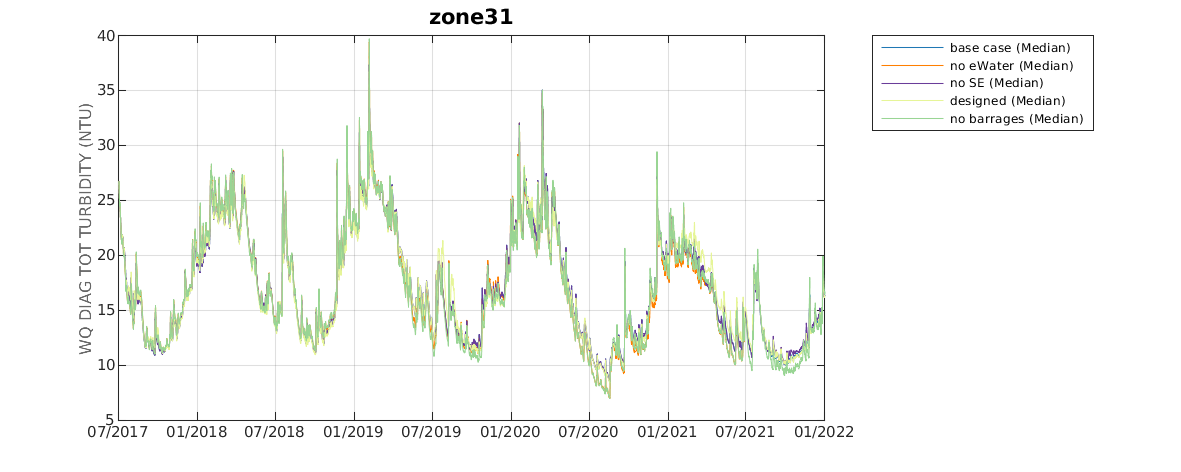 zone31
WQ DIAG TOT TURBIDITY (NTU)
40
35
30
25
20
15
10
5
07/2017 01/2018 07/2018 01/2019 07/2019 01/2020 07/2020 01/2021 07/2021 01/2022
base case (Median)
no eWater (Median)
no SE (Median)
designed (Median)
no barrages (Median)